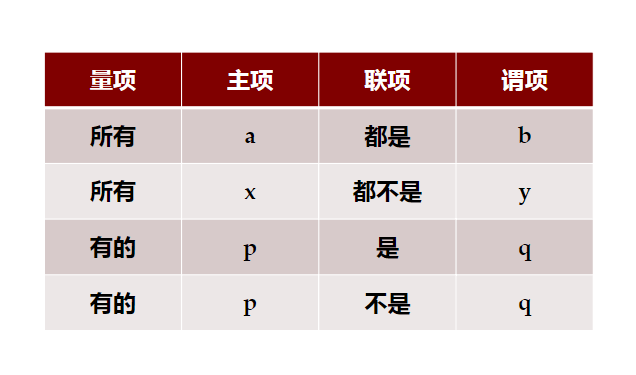 量项 主项 联项 谓项
所有 a 都是 b
所有 x 都不是 y
有的 p 是 q
有的 p 不是 q